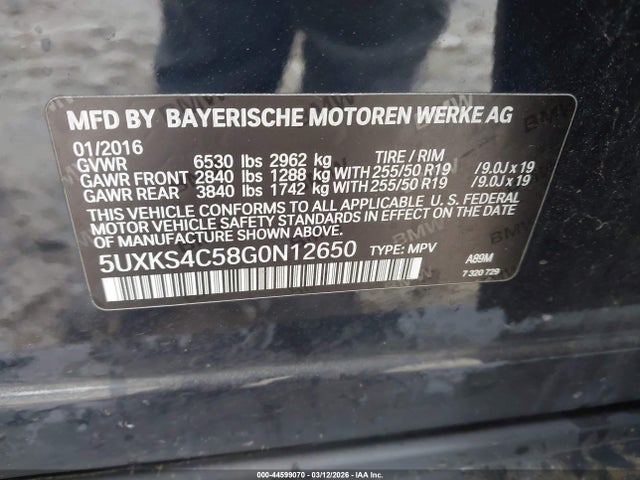 MFD BY BAYERISCHE MOTOREN WERKE AG
01/2016 TIRE / RIM
GVWR 6530 lbs 2962 kg
GAWR FRONT 2840 lbs 1288 kg WITH 255/50 R19 /9.0J x 19
GAWR REAR 3840 lbs 1742 kg WITH 255/50 R19 /9.0J x 19
THIS VEHICLE CONFORMS TO ALL APPLICABLE U. S. FEDERAL
MOTOR VEHICLE SAFETY STANDARDS IN EFFECT ON THE DATE
OF MANUFACTURE SHOWN ABOVE.
5UXKS4C58G0N12650 TYPE: MPV A89M
7 320 729
000-44599070 - 03/12/2026 - IAA Inc.